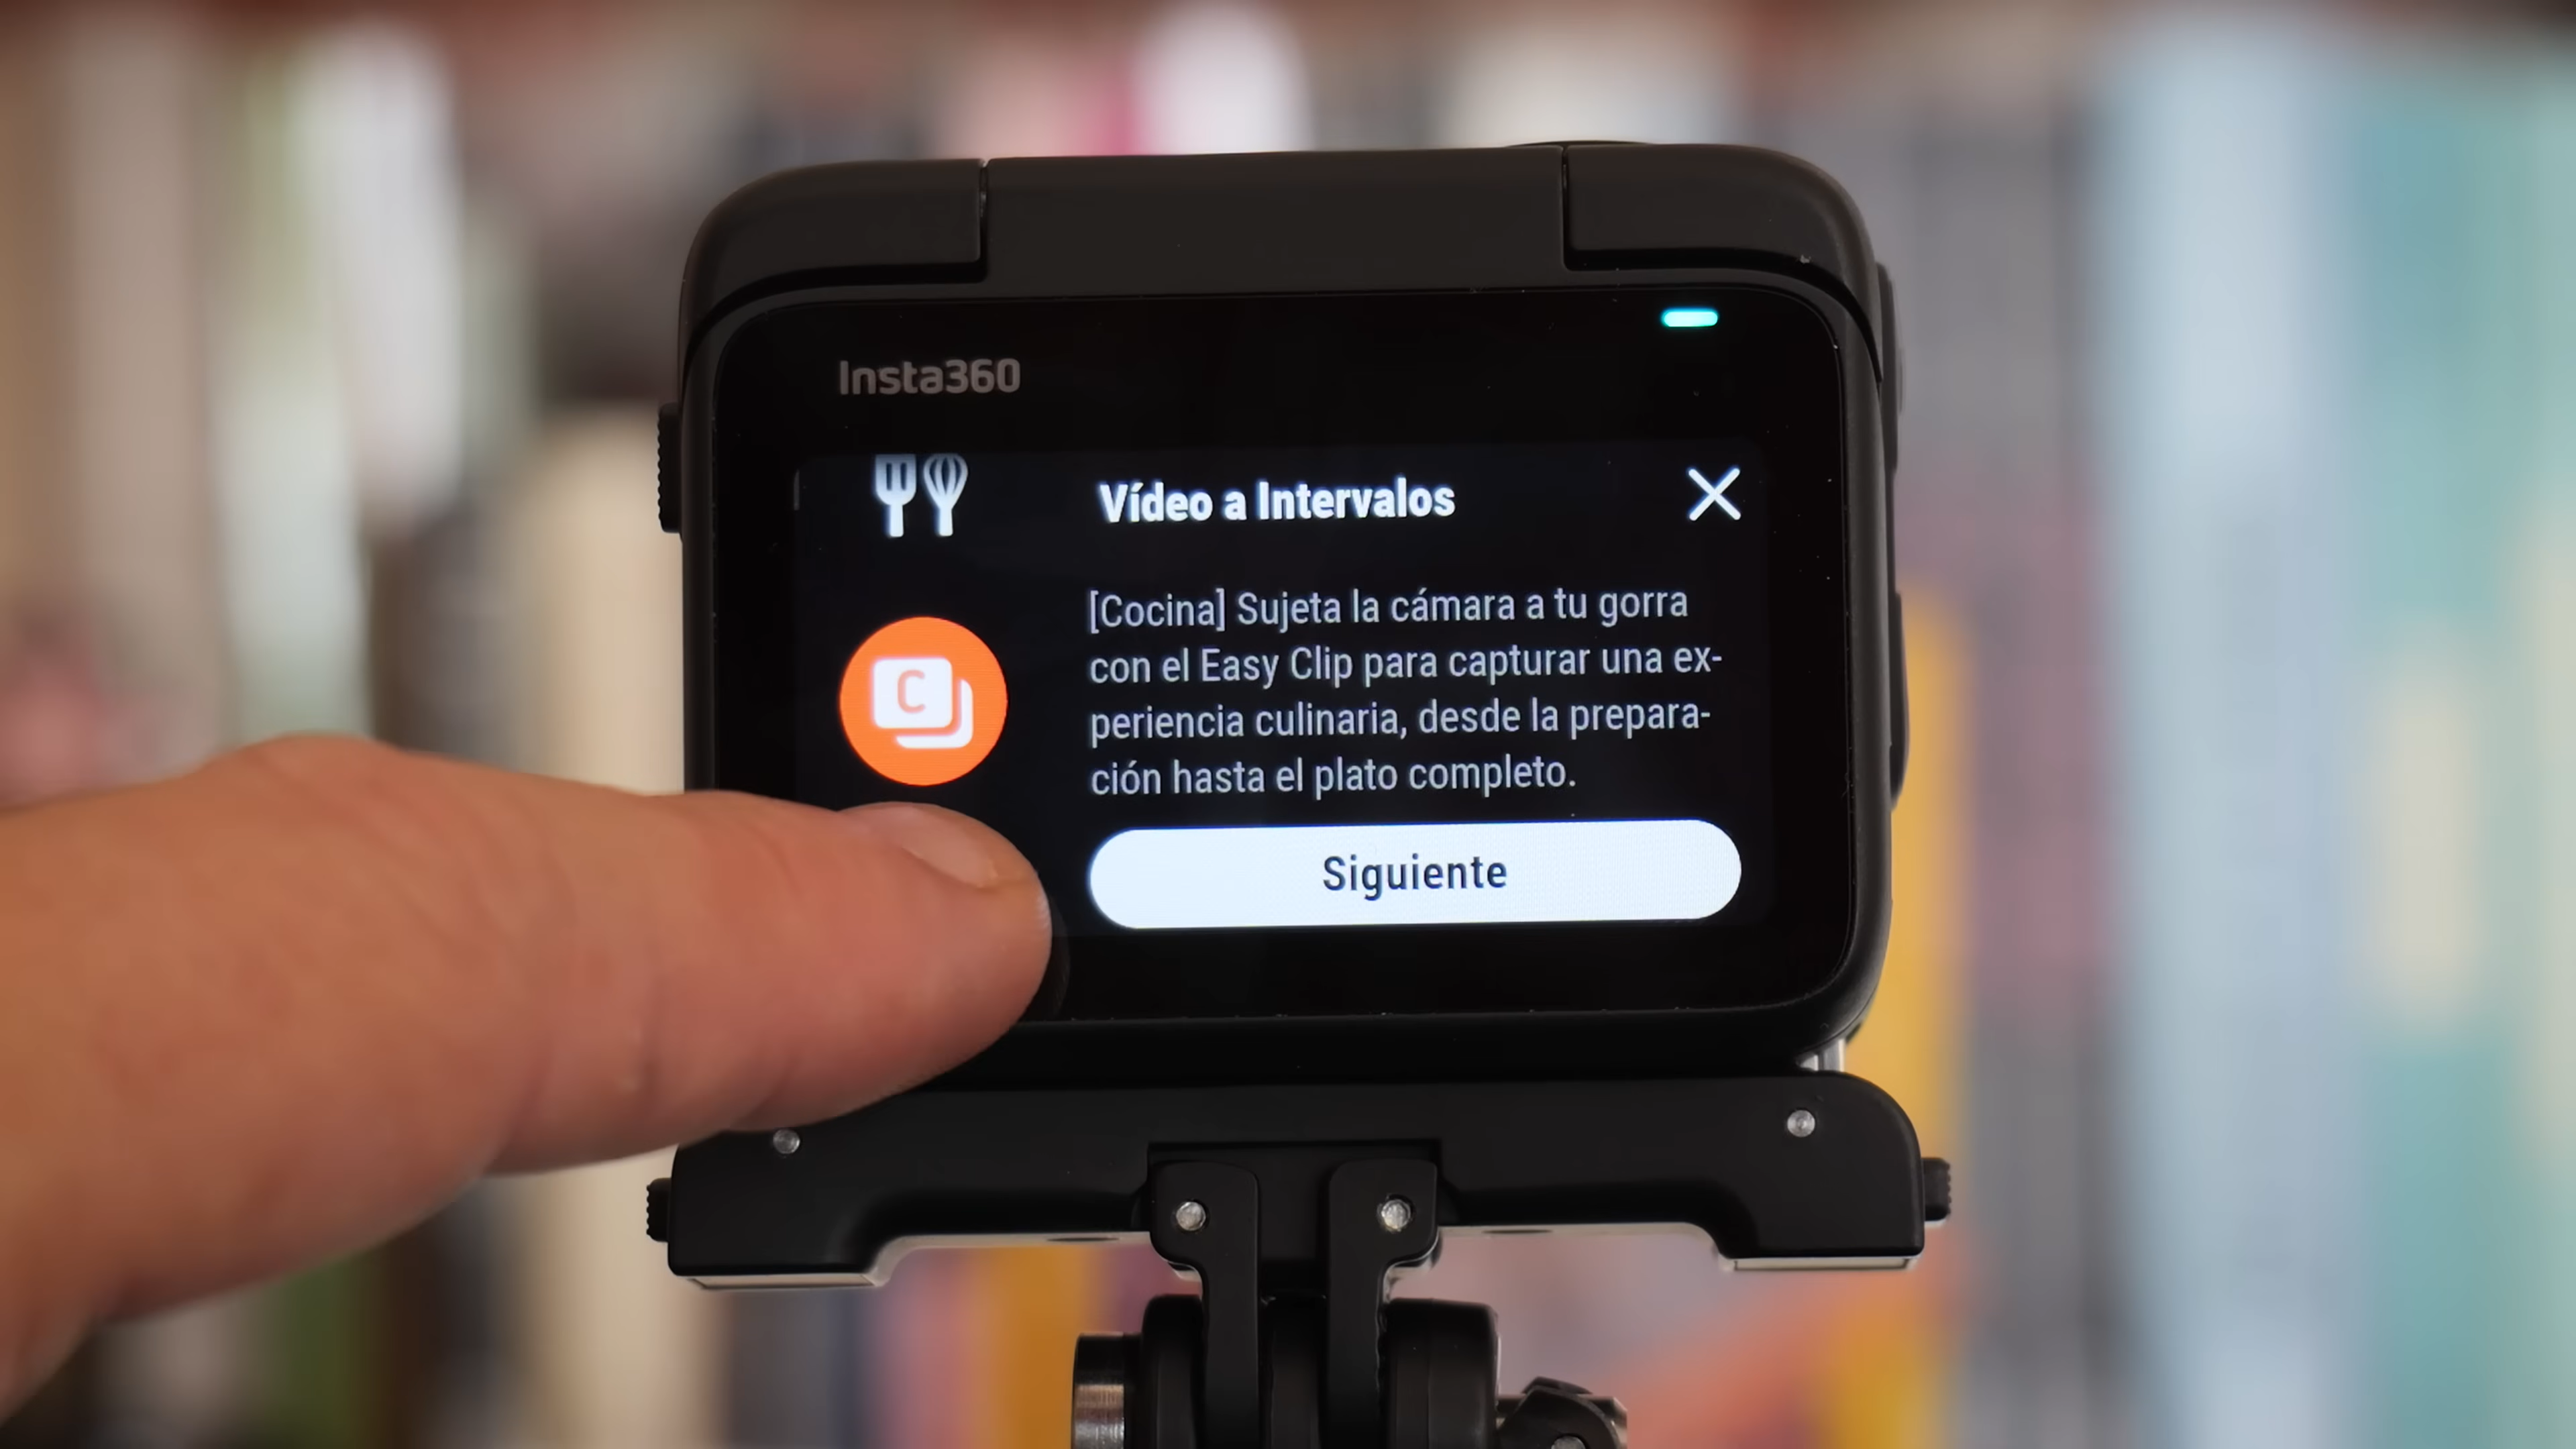 Insta360
Vídeo a Intervalos
[Cocina] Sujeta la cámara a tu gorra
con el Easy Clip para capturar una ex-
periencia culinaria, desde la prepara-
ción hasta el plato completo.
C
Siguiente